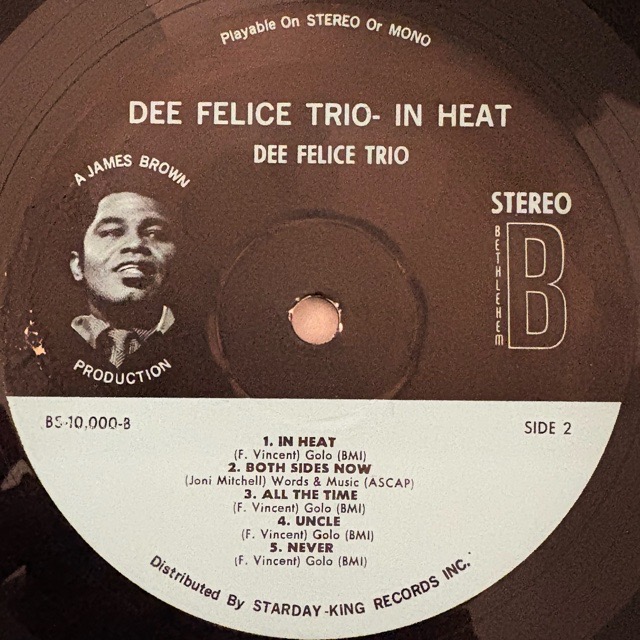 Playable On STEREO Or MONO
DEE FELICE TRIO- IN HEAT
DEE FELICE TRIO
A JAMES BROWN
PRODUCTION
STEREO
BETHLEHEM
B
BS-10,000-B
SIDE 2
1. IN HEAT
(F. Vincent) Golo (BMI)
2. BOTH SIDES NOW
(Joni Mitchell) Words & Music (ASCAP)
3. ALL THE TIME
(F. Vincent) Golo (BMI)
4. UNCLE
(F. Vincent) Golo (BMI)
5. NEVER
(F. Vincent) Golo (BMI)
Distributed By STARDAY-KING RECORDS INC.